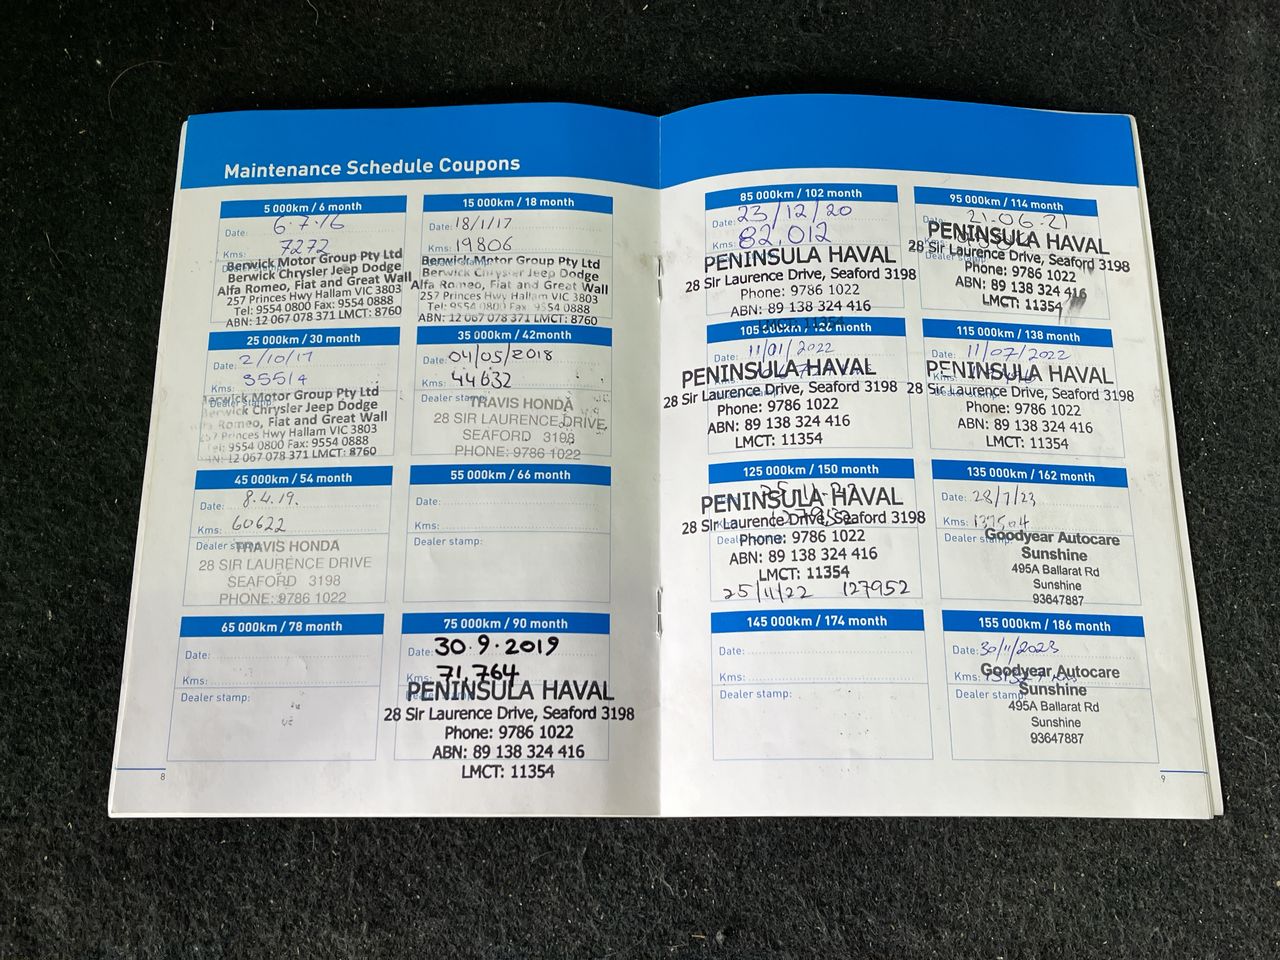 Maintenance Schedule Coupons
5 000km / 6 month
Date: 6.7.16
Kms: 7272
Berwick Motor Group Pty Ltd
Berwick Chrysler Jeep Dodge
Alfa Romeo, Fiat and Great Wall
257 Princes Hwy Hallam VIC 3803
Tel: 9554 0800 Fax: 9554 0888
ABN: 12 067 078 371 LMCT: 8760
15 000km / 18 month
Date: 18/1/17
Kms: 19806
Berwick Motor Group Pty Ltd
Berwick Chrysler Jeep Dodge
Alfa Romeo, Fiat and Great Wall
257 Princes Hwy Hallam VIC 3803
Tel: 9554 0800 Fax: 9554 0888
ABN: 12 067 078 371 LMCT: 8760
25 000km / 30 month
Date: 2/10/17
Kms: 35514
Dealer stamp:
Berwick Motor Group Pty Ltd
Berwick Chrysler Jeep Dodge
Alfa Romeo, Fiat and Great Wall
257 Princes Hwy Hallam VIC 3803
Tel: 9554 0800 Fax: 9554 0888
ABN: 12 067 078 371 LMCT: 8760
35 000km / 42month
Date: 04/05/2018
Kms: 44632
Dealer stamp:
TRAVIS HONDA
28 SIR LAURENCE DRIVE
SEAFORD 3198
PHONE: 9786 1022
45 000km / 54 month
Date: 8.4.19.
Kms: 60622
Dealer stamp:
TRAVIS HONDA
28 SIR LAURENCE DRIVE
SEAFORD 3198
PHONE: 9786 1022
55 000km / 66 month
Date:
Kms:
Dealer stamp:
65 000km / 78 month
Date:
Kms:
Dealer stamp:
75 000km / 90 month
Date: 30.9.2019
Kms: 71,764
PENINSULA HAVAL
28 Sir Laurence Drive, Seaford 3198
Phone: 9786 1022
ABN: 89 138 324 416
LMCT: 11354
8
85 000km / 102 month
Date: 23/12/20
Kms: 82,012
PENINSULA HAVAL
28 Sir Laurence Drive, Seaford 3198
Phone: 9786 1022
ABN: 89 138 324 416
95 000km / 114 month
Date: 21.06.21
PENINSULA HAVAL
28 Sir Laurence Drive, Seaford 3198
Phone: 9786 1022
ABN: 89 138 324 416
LMCT: 11354
105 000km / 126 month
Date: 11/01/2022
PENINSULA HAVAL
28 Sir Laurence Drive, Seaford 3198
Phone: 9786 1022
ABN: 89 138 324 416
LMCT: 11354
115 000km / 138 month
Date: 11/07/2022
PENINSULA HAVAL
28 Sir Laurence Drive, Seaford 3198
Phone: 9786 1022
ABN: 89 138 324 416
LMCT: 11354
125 000km / 150 month
PENINSULA HAVAL
28 Sir Laurence Drive, Seaford 3198
Phone: 9786 1022
ABN: 89 138 324 416
LMCT: 11354
25/11/22 127952
135 000km / 162 month
Date: 28/7/23
Kms: 137504
Dealer stamp:
Goodyear Autocare
Sunshine
495A Ballarat Rd
Sunshine
93647887
145 000km / 174 month
Date:
Kms:
Dealer stamp:
155 000km / 186 month
Date: 30/11/2023
Kms:
Dealer stamp:
Goodyear Autocare
Sunshine
495A Ballarat Rd
Sunshine
93647887
9